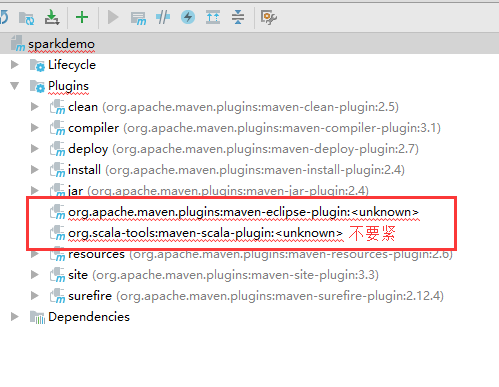 sparkdemo
Lifecycle
Plugins
clean (org.apache.maven.plugins:maven-clean-plugin:2.5)
compiler (org.apache.maven.plugins:maven-compiler-plugin:3.1)
deploy (org.apache.maven.plugins:maven-deploy-plugin:2.7)
install (org.apache.maven.plugins:maven-install-plugin:2.4)
jar (org.apache.maven.plugins:maven-jar-plugin:2.4)
org.apache.maven.plugins:maven-eclipse-plugin:<unknown>
org.scala-tools:maven-scala-plugin:<unknown> 不要紧
resources (org.apache.maven.plugins:maven-resources-plugin:2.6)
site (org.apache.maven.plugins:maven-site-plugin:3.3)
surefire (org.apache.maven.plugins:maven-surefire-plugin:2.12.4)
Dependencies